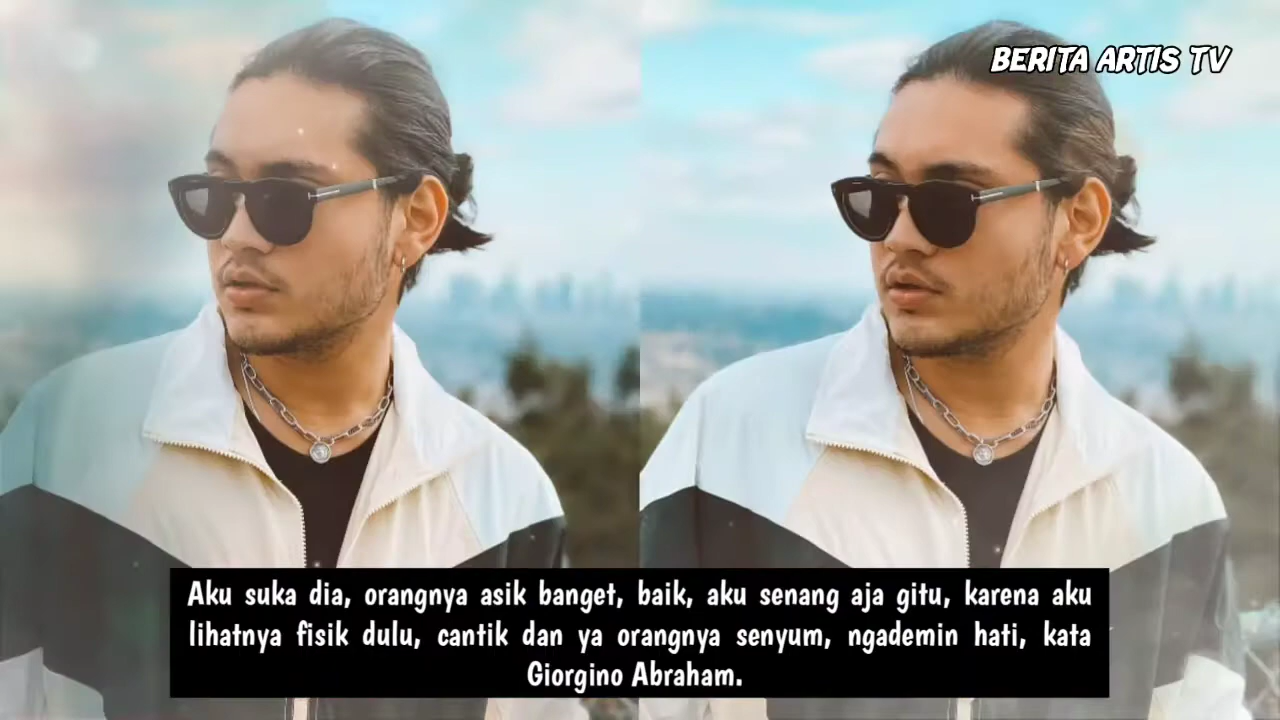 BERITA ARTIS TV
Aku suka dia, orangnya asik banget, baik, aku senang aja gitu, karena aku
lihatnya fisik dulu, cantik dan ya orangnya senyum, ngademin hati, kata
Giorgino Abraham.